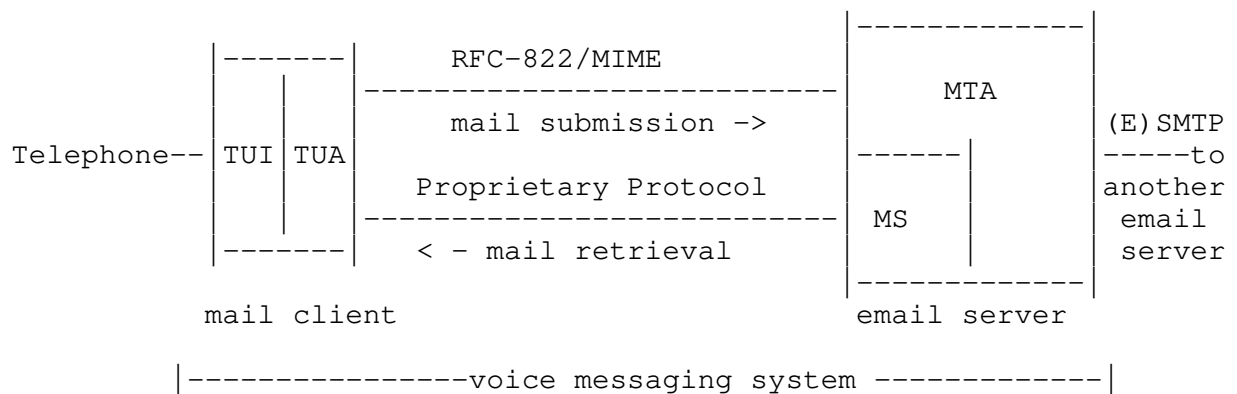 RFC-822/MIME
MTA
mail submission -> (E)SMTP
Telephone-- TUI TUA -----to
Proprietary Protocol another
MS email
< - mail retrieval server
mail client email server
|----------------voice messaging system -------------|